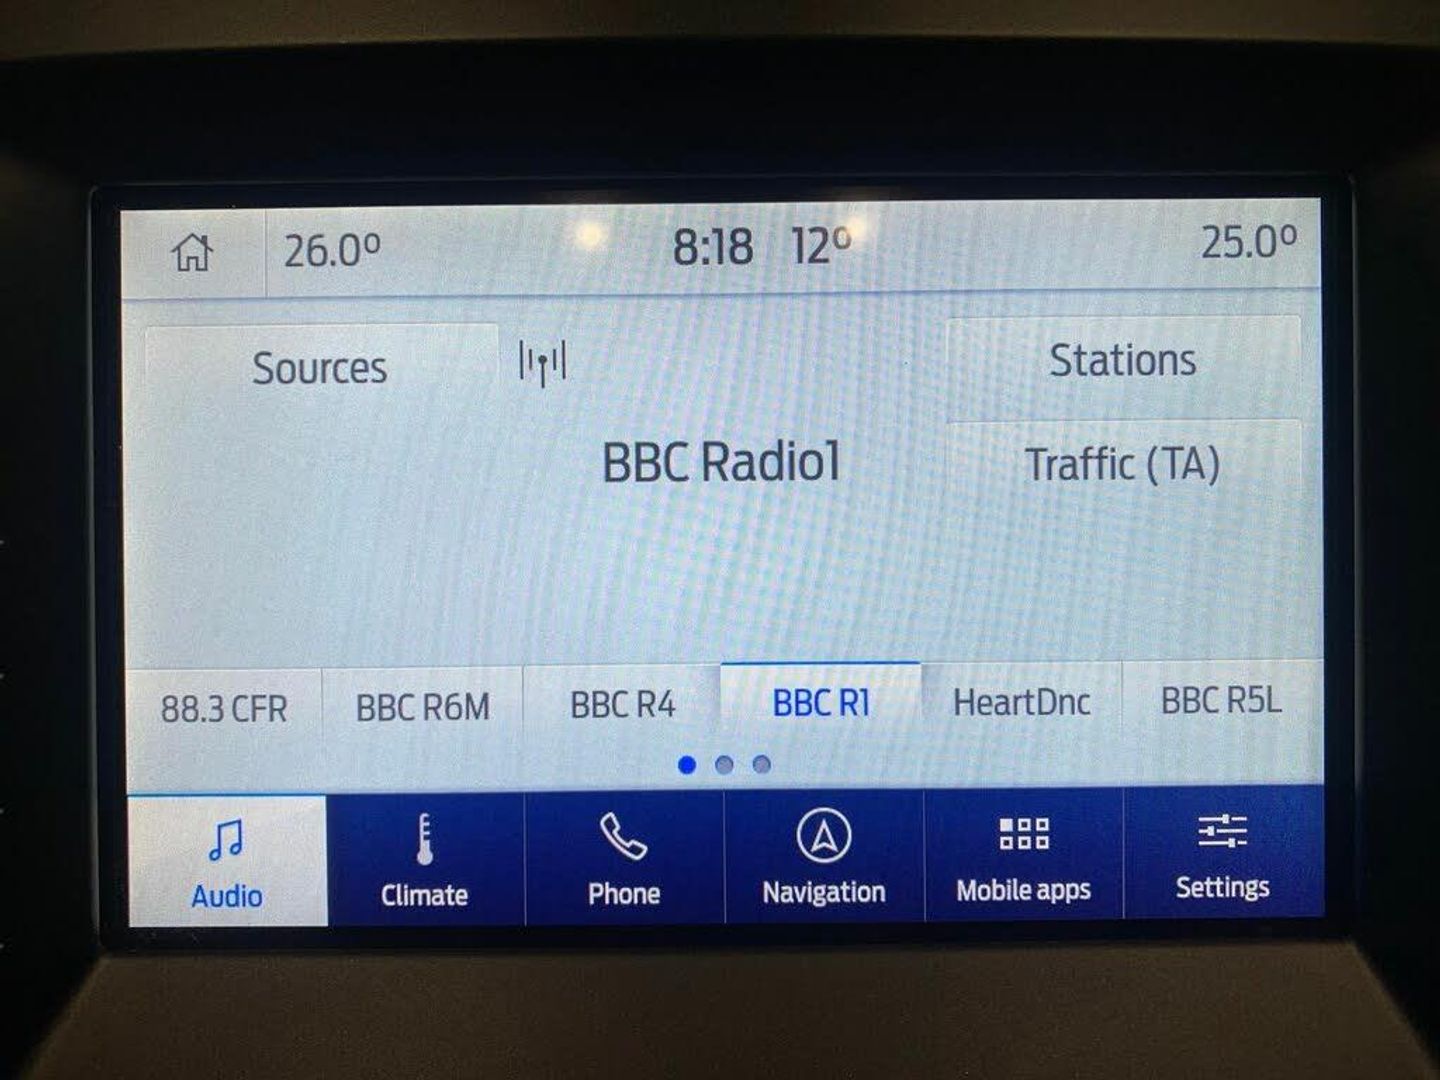 26.0° 8:18 12° 25.0°
Sources Stations
BBC Radio1 Traffic (TA)
88.3 CFR BBC R6M BBC R4 BBC R1 HeartDnc BBC R5L
Audio Climate Phone Navigation Mobile apps Settings